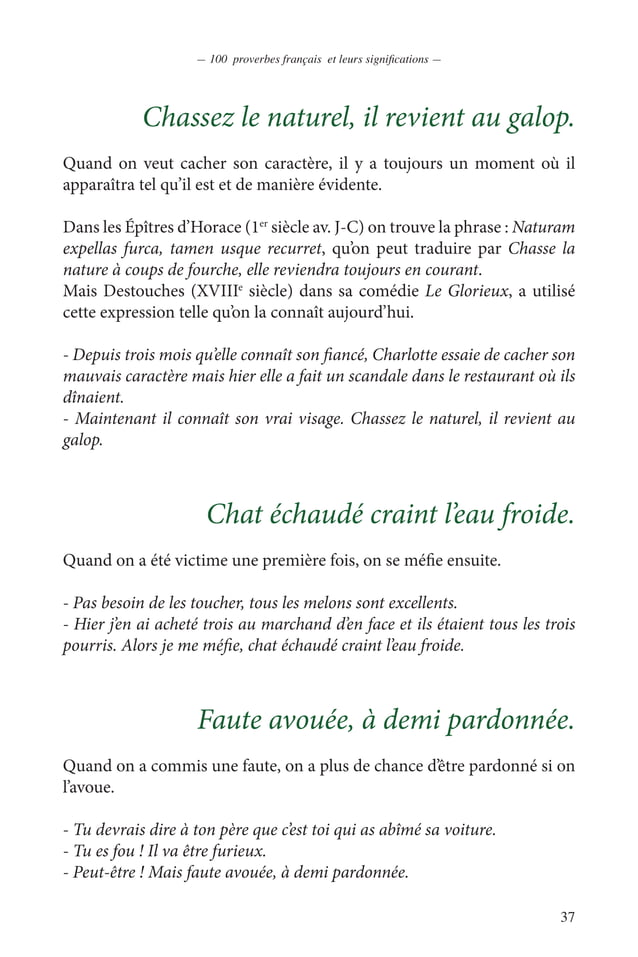 — 100 proverbes français et leurs significations —
Chassez le naturel, il revient au galop.
Quand on veut cacher son caractère, il y a toujours un moment où il
apparaîtra tel qu’il est et de manière évidente.
Dans les Épîtres d’Horace (1er siècle av. J-C) on trouve la phrase : Naturam
expellas furca, tamen usque recurret, qu’on peut traduire par Chasse la
nature à coups de fourche, elle reviendra toujours en courant.
Mais Destouches (XVIIIe siècle) dans sa comédie Le Glorieux, a utilisé
cette expression telle qu’on la connaît aujourd’hui.
- Depuis trois mois qu’elle connaît son fiancé, Charlotte essaie de cacher son
mauvais caractère mais hier elle a fait un scandale dans le restaurant où ils
dînaient.
- Maintenant il connaît son vrai visage. Chassez le naturel, il revient au
galop.
Chat échaudé craint l’eau froide.
Quand on a été victime une première fois, on se méfie ensuite.
- Pas besoin de les toucher, tous les melons sont excellents.
- Hier j’en ai acheté trois au marchand d’en face et ils étaient tous les trois
pourris. Alors je me méfie, chat échaudé craint l’eau froide.
Faute avouée, à demi pardonnée.
Quand on a commis une faute, on a plus de chance d’être pardonné si on
l’avoue.
- Tu devrais dire à ton père que c’est toi qui as abîmé sa voiture.
- Tu es fou ! Il va être furieux.
- Peut-être ! Mais faute avouée, à demi pardonnée.
37